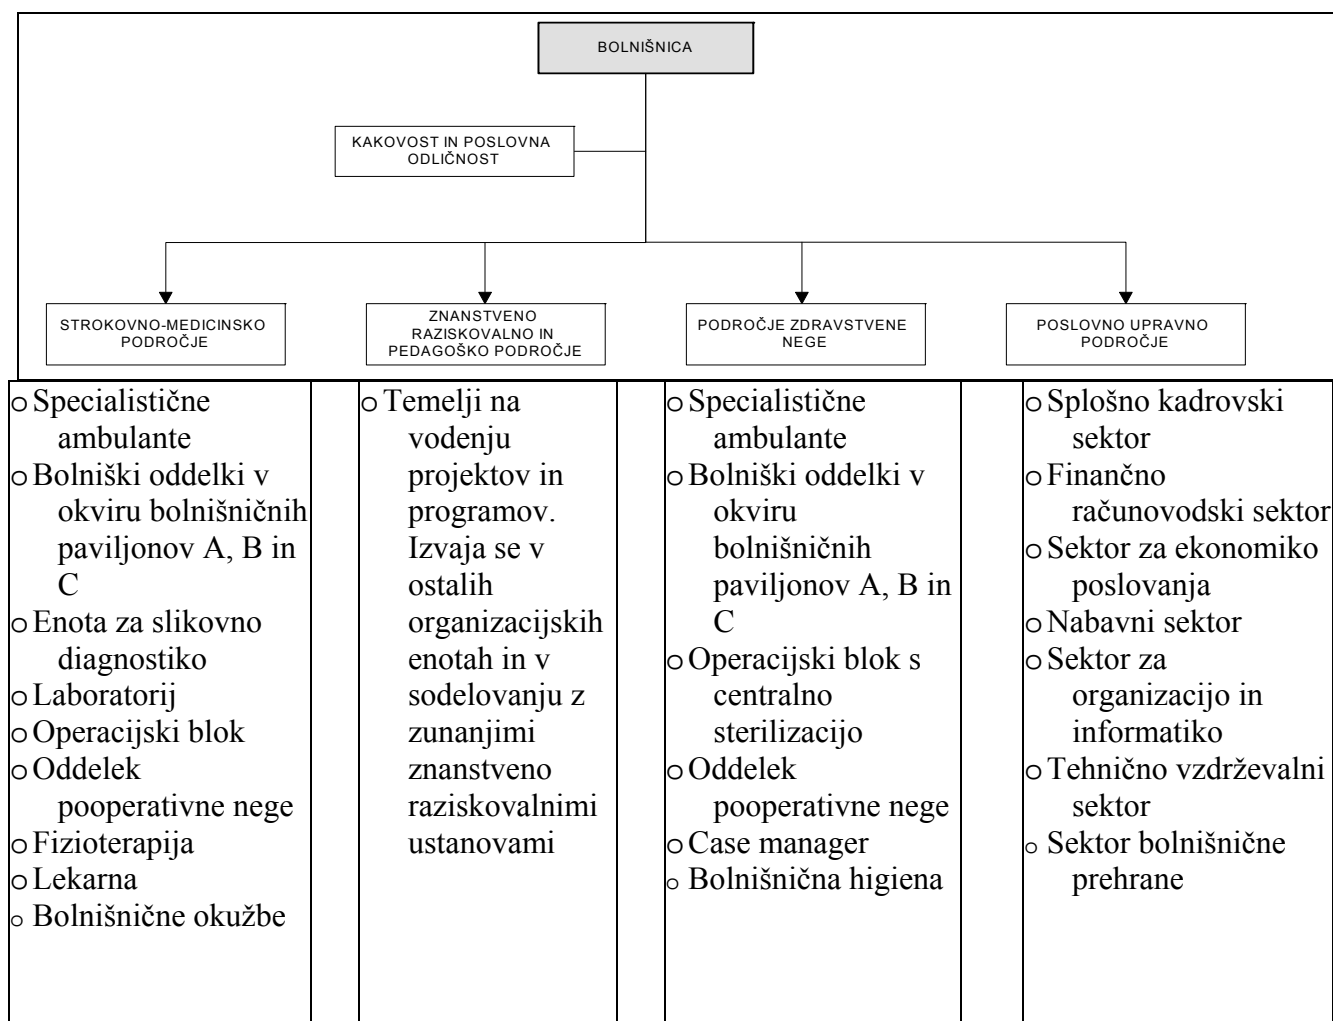 BOLNIŠNICA
KAKOVOST IN POSLOVNA
ODLIČNOST
STROKOVNO-MEDICINSKO
PODROČJE
ZNANSTVENO
RAZISKOVALNO IN
PEDAGOŠKO PODROČJE
PODROČJE ZDRAVSTVENE
NEGE
POSLOVNO UPRAVNO
PODROČJE
o Specialistične
ambulante
o Bolniški oddelki v
okviru bolnišničnih
paviljonov A, B in
C
o Enota za slikovno
diagnostiko
o Laboratorij
o Operacijski blok
o Oddelek
pooperativne nege
o Fizioterapija
o Lekarna
o Bolnišnične okužbe
o Temelji na
vodenju
projektov in
programov.
Izvaja se v
ostalih
organizacijskih
enotah in v
sodelovanju z
zunanjimi
znanstveno
raziskovalnimi
ustanovami
o Specialistične
ambulante
o Bolniški oddelki v
okviru
bolnišničnih
paviljonov A, B in
C
o Operacijski blok s
centralno
sterilizacijo
o Oddelek
pooperativne nege
o Case manager
o Bolnišnična higiena
o Splošno kadrovski
sektor
o Finančno
računovodski sektor
o Sektor za ekonomiko
poslovanja
o Nabavni sektor
o Sektor za
organizacijo in
informatiko
o Tehnično vzdrževalni
sektor
o Sektor bolnišnične
prehrane